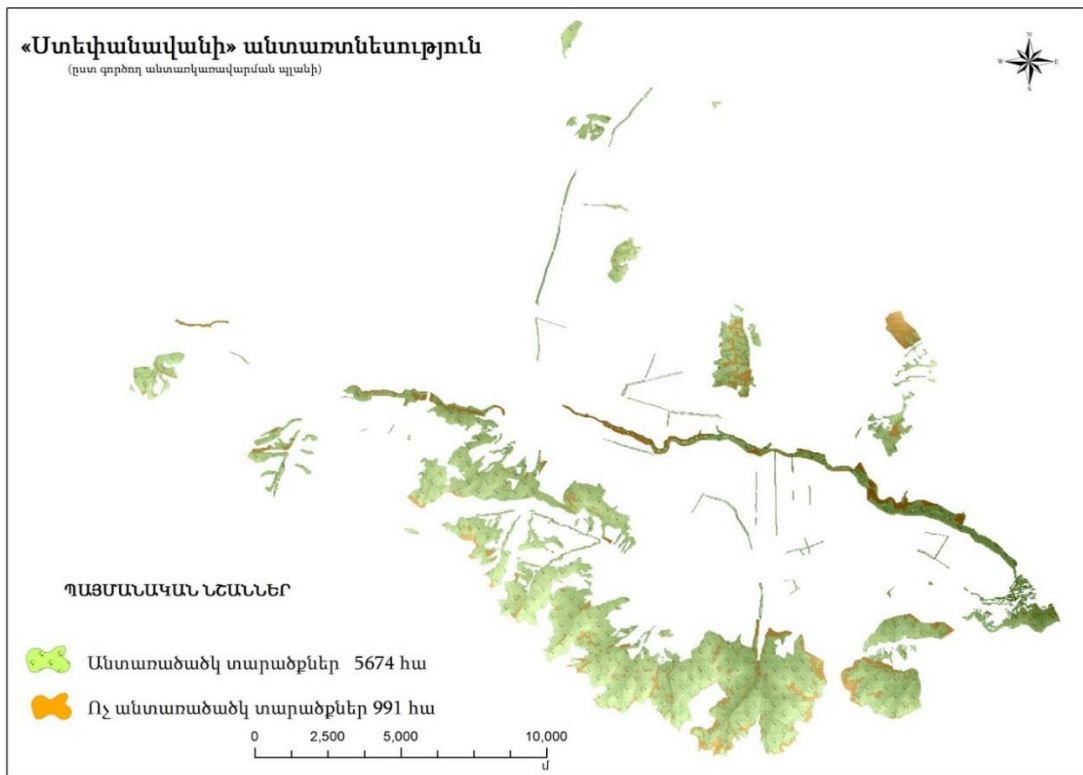 «Ստեփանավանի» անտառտնեսություն
(ըստ գործող անտառկառավարման պլանի)
N
W E
S
ՊԱՅՄԱՆԱԿԱՆ ՆՇԱՆՆԵՐ
Անտառածածկ տարածքներ 5674 հա
Ոչ անտառածածկ տարածքներ 991 հա
0 2,500 5,000 10,000
մ